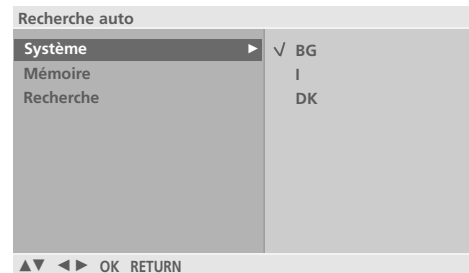 Recherche auto
Système ► √ BG
Mémoire I
Recherche DK
▲▼ ◄► OK RETURN